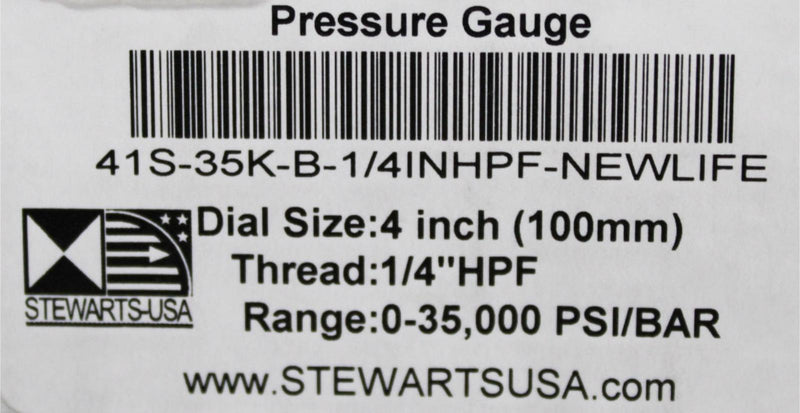 Pressure Gauge
41S-35K-B-1/4INHPF-NEWLIFE
Dial Size:4 inch (100mm)
Thread:1/4"HPF
STEWARTS-USA
Range:0-35,000 PSI/BAR
www.STEWARTSUSA.com